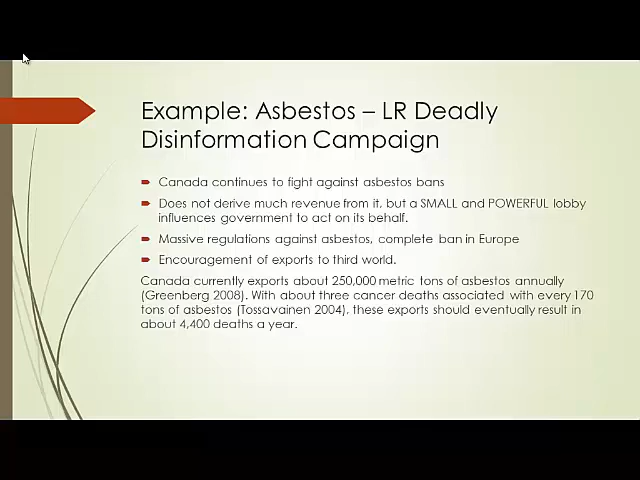 Example: Asbestos – LR Deadly
Disinformation Campaign
Canada continues to fight against asbestos bans
Does not derive much revenue from it, but a SMALL and POWERFUL lobby
influences government to act on its behalf.
Massive regulations against asbestos, complete ban in Europe
Encouragement of exports to third world.
Canada currently exports about 250,000 metric tons of asbestos annually
(Greenberg 2008). With about three cancer deaths associated with every 170
tons of asbestos (Tossavainen 2004), these exports should eventually result in
about 4,400 deaths a year.